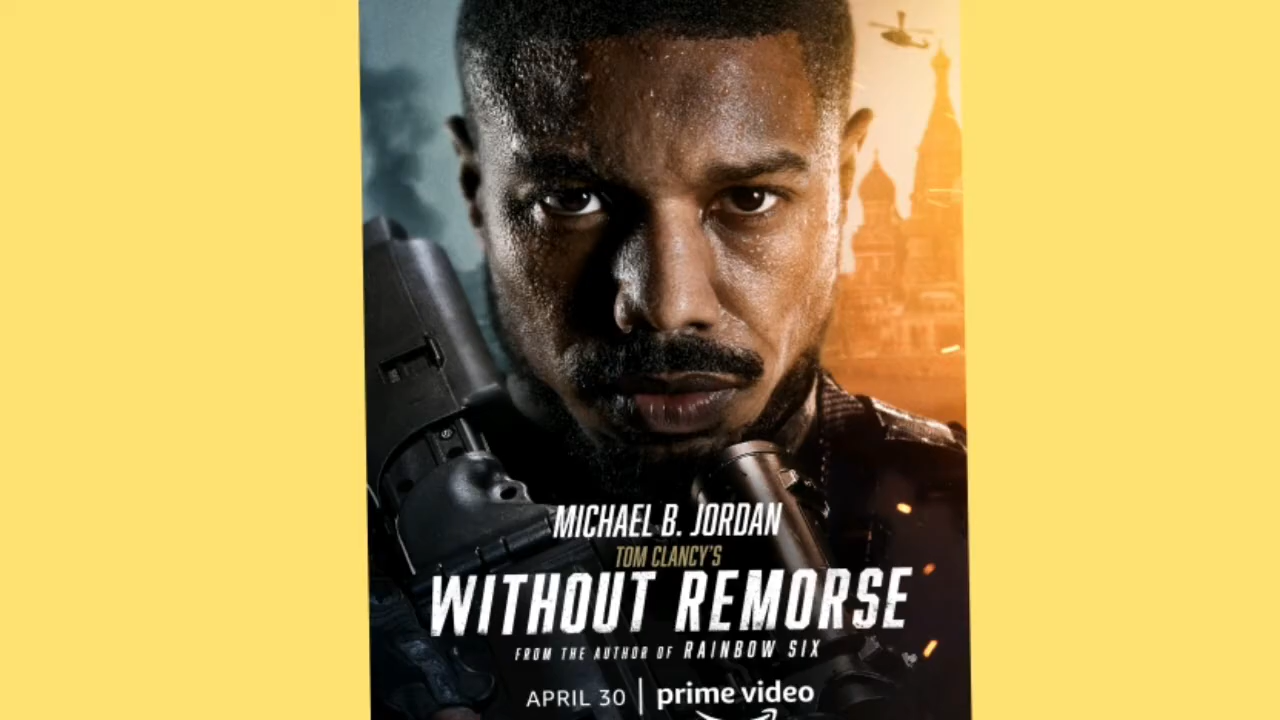 MICHAEL B. JORDAN
TOM CLANCY'S
WITHOUT REMORSE
FROM THE AUTHOR OF RAINBOW SIX
APRIL 30 | prime video